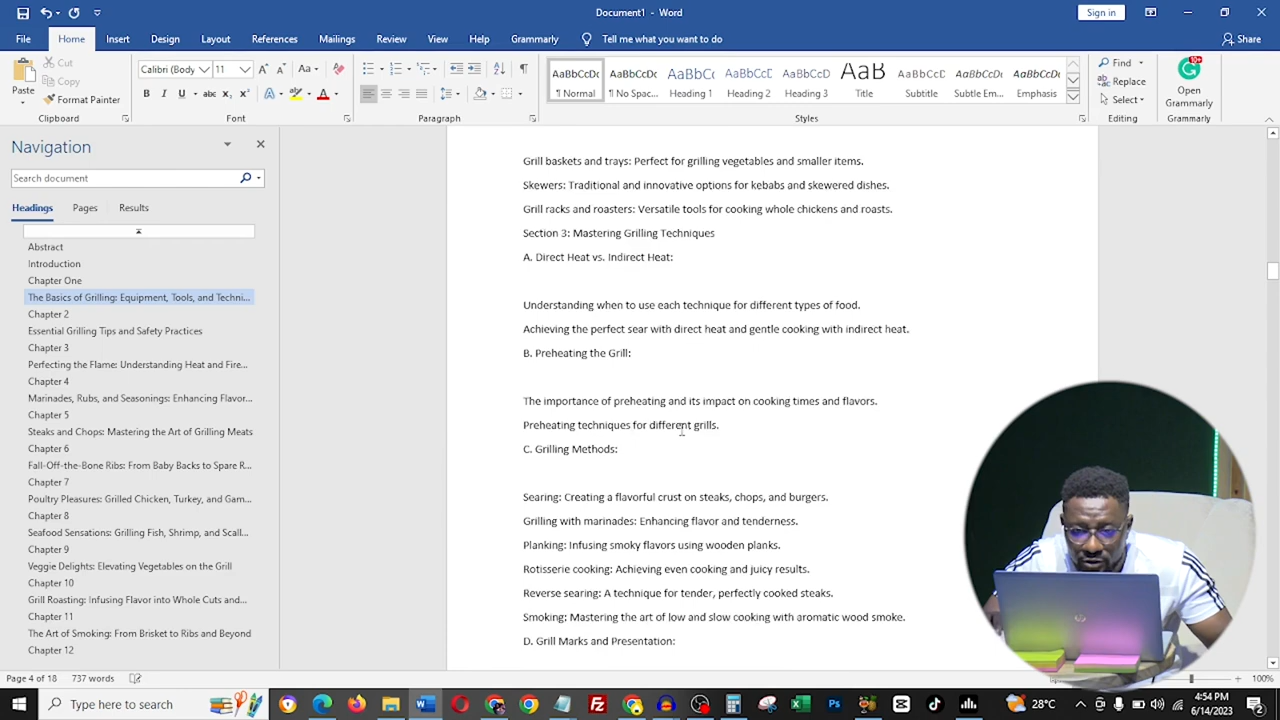 Document1 - Word
Sign in
File Home Insert Design Layout References Mailings Review View Help Grammarly Tell me what you want to do Share
Cut
Copy
Paste
Format Painter
Clipboard
Calibri (Body 11
Aa
B I U abc X₂ X² A A
Font
Paragraph
AaBbCcDc AaBbCcDc AaBbC AaBbCcD AaBbCcD AaB AaBbCcD AaBbCcDc AaBbCcDc
¶ Normal ¶ No Spac... Heading 1 Heading 2 Heading 3 Title Subtitle Subtle Em... Emphasis
Styles
Find
Replace
Select
Editing
10+
Open
Grammarly
Grammarly
Navigation
Search document
Headings Pages Results
Abstract
Introduction
Chapter One
The Basics of Grilling: Equipment, Tools, and Techni...
Chapter 2
Essential Grilling Tips and Safety Practices
Chapter 3
Perfecting the Flame: Understanding Heat and Fire...
Chapter 4
Marinades, Rubs, and Seasonings: Enhancing Flavor...
Chapter 5
Steaks and Chops: Mastering the Art of Grilling Meats
Chapter 6
Fall-Off-the-Bone Ribs: From Baby Backs to Spare R...
Chapter 7
Poultry Pleasures: Grilled Chicken, Turkey, and Gam...
Chapter 8
Seafood Sensations: Grilling Fish, Shrimp, and Scall...
Chapter 9
Veggie Delights: Elevating Vegetables on the Grill
Chapter 10
Grill Roasting: Infusing Flavor into Whole Cuts and...
Chapter 11
The Art of Smoking: From Brisket to Ribs and Beyond
Chapter 12
Grill baskets and trays: Perfect for grilling vegetables and smaller items.
Skewers: Traditional and innovative options for kebabs and skewered dishes.
Grill racks and roasters: Versatile tools for cooking whole chickens and roasts.
Section 3: Mastering Grilling Techniques
A. Direct Heat vs. Indirect Heat:
Understanding when to use each technique for different types of food.
Achieving the perfect sear with direct heat and gentle cooking with indirect heat.
B. Preheating the Grill:
The importance of preheating and its impact on cooking times and flavors.
Preheating techniques for different grills.
C. Grilling Methods:
Searing: Creating a flavorful crust on steaks, chops, and burgers.
Grilling with marinades: Enhancing flavor and tenderness.
Planking: Infusing smoky flavors using wooden planks.
Rotisserie cooking: Achieving even cooking and juicy results.
Reverse searing: A technique for tender, perfectly cooked steaks.
Smoking: Mastering the art of low and slow cooking with aromatic wood smoke.
D. Grill Marks and Presentation:
Page 4 of 18 737 words
100%
Type here to search
28°C
4:54 PM
6/14/2023
2